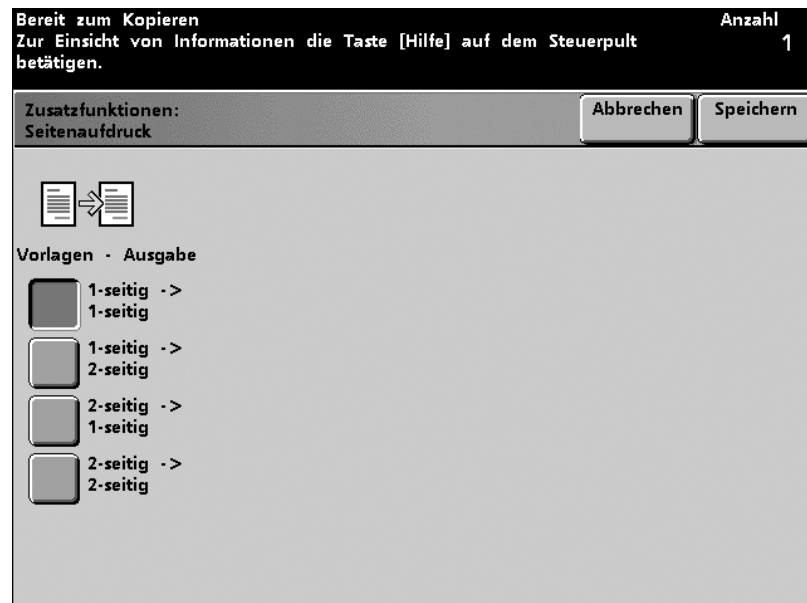 Bereit zum Kopieren
Anzahl
Zur Einsicht von Informationen die Taste [Hilfe] auf dem Steuerpult
1
betätigen.
Zusatzfunktionen:
Seitenaufdruck
Abbrechen
Speichern
Vorlagen - Ausgabe
1-seitig ->
1-seitig
1-seitig ->
2-seitig
2-seitig ->
1-seitig
2-seitig ->
2-seitig